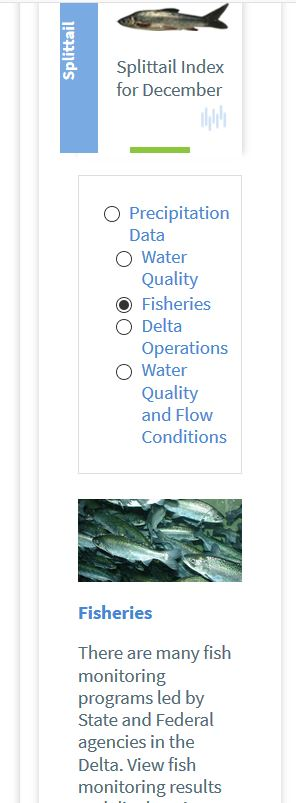 Splittail
Splittail Index
for December
Precipitation
Data
Water
Quality
Fisheries
Delta
Operations
Water
Quality
and Flow
Conditions
Fisheries
There are many fish
monitoring
programs led by
State and Federal
agencies in the
Delta. View fish
monitoring results